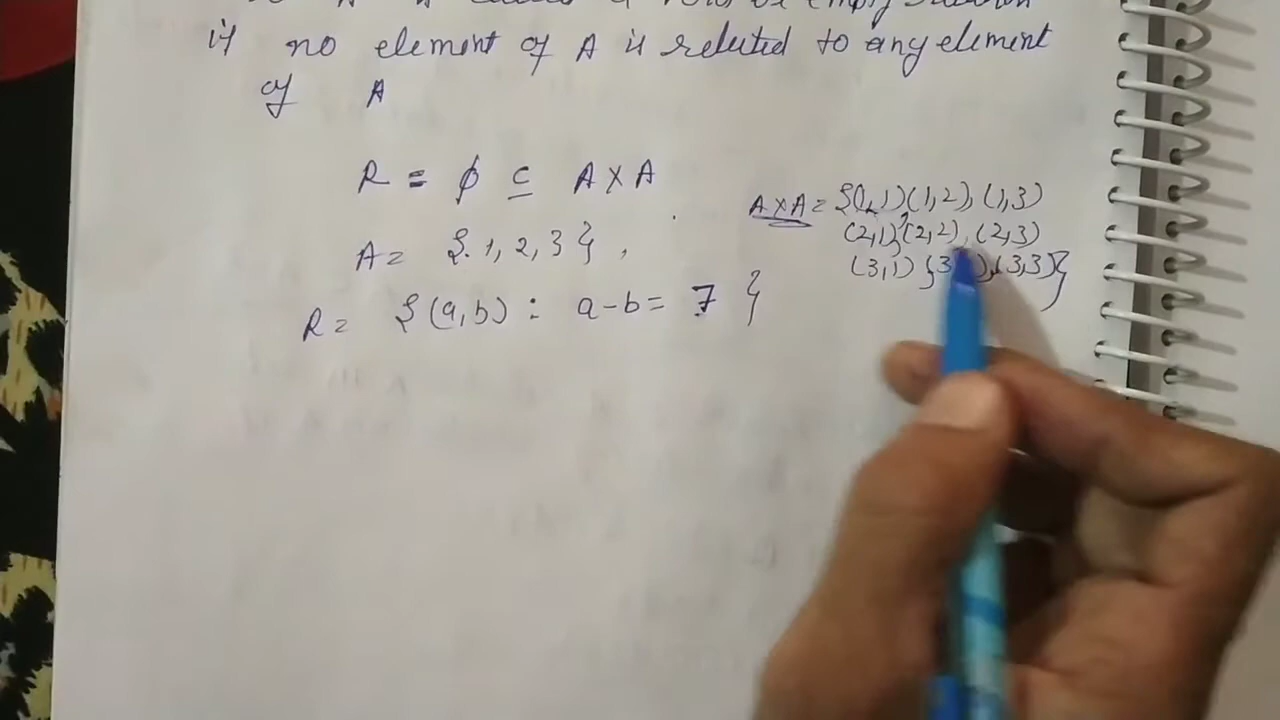 if no element of A is related to any element
of A
R = φ ⊆ A × A
A = {1, 2, 3},
R = {(a,b) : a-b = 7}
A×A = {(1,1)(1,2),(1,3)
(2,1),(2,2),(2,3)
(3,1),(3, ),(3,3)}